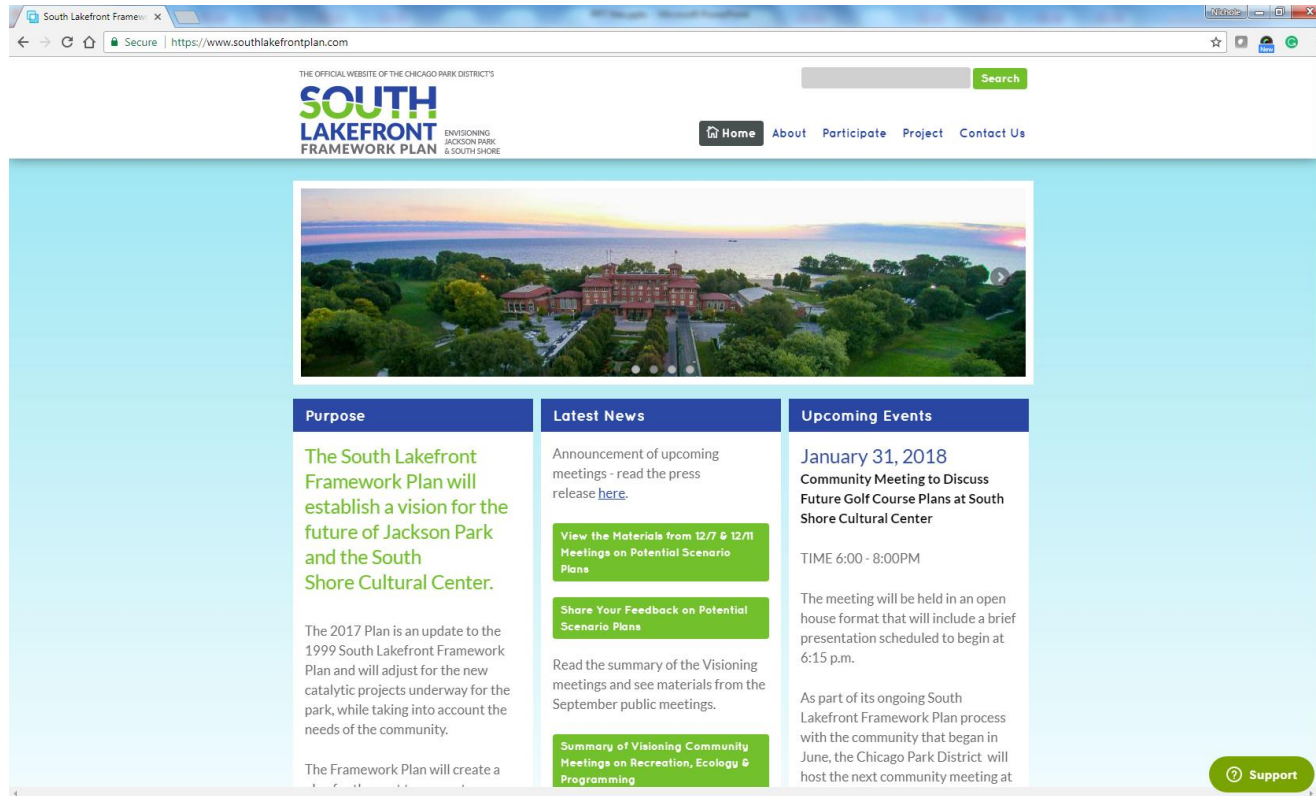 South Lakefront Framew
Nichole
Secure | https://www.southlakefrontplan.com
New
THE OFFICIAL WEBSITE OF THE CHICAGO PARK DISTRICT'S
SOUTH
LAKEFRONT
FRAMEWORK PLAN
ENVISIONING
JACKSON PARK
& SOUTH SHORE
Search
Home About Participate Project Contact Us
Purpose
The South Lakefront
Framework Plan will
establish a vision for the
future of Jackson Park
and the South
Shore Cultural Center.
The 2017 Plan is an update to the
1999 South Lakefront Framework
Plan and will adjust for the new
catalytic projects underway for the
park, while taking into account the
needs of the community.
The Framework Plan will create a
Latest News
Announcement of upcoming
meetings - read the press
release here.
View the Materials from 12/7 & 12/11
Meetings on Potential Scenario
Plans
Share Your Feedback on Potential
Scenario Plans
Read the summary of the Visioning
meetings and see materials from the
September public meetings.
Summary of Visioning Community
Meetings on Recreation, Ecology &
Programming
Upcoming Events
January 31, 2018
Community Meeting to Discuss
Future Golf Course Plans at South
Shore Cultural Center
TIME 6:00 - 8:00PM
The meeting will be held in an open
house format that will include a brief
presentation scheduled to begin at
6:15 p.m.
As part of its ongoing South
Lakefront Framework Plan process
with the community that began in
June, the Chicago Park District will
host the next community meeting at
Support